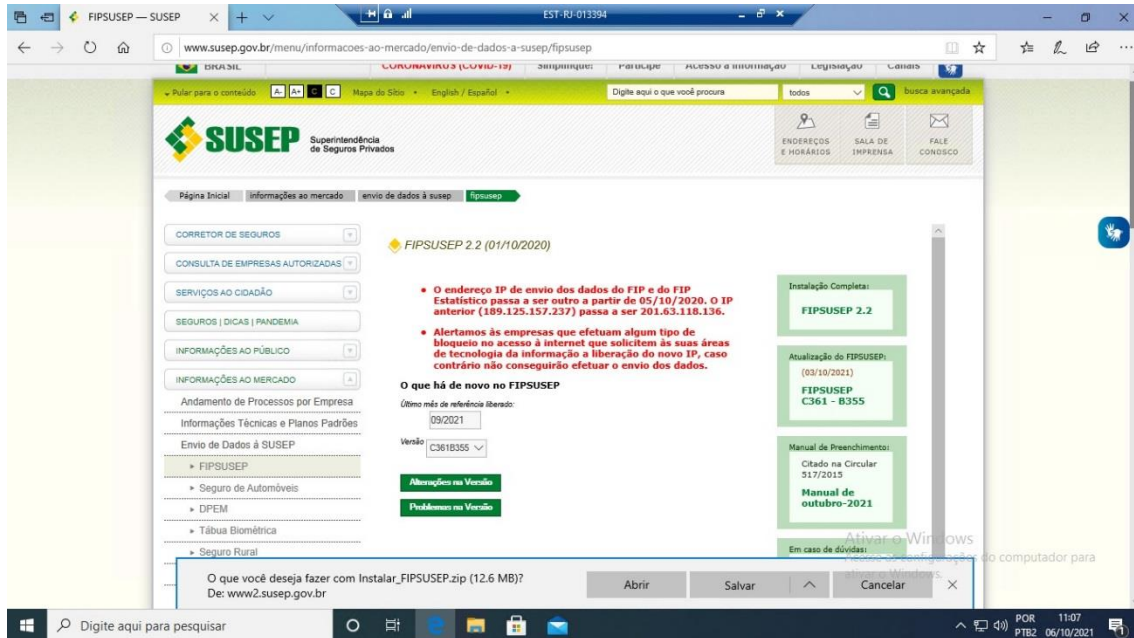 FIPSUSEP — SUSEP
EST-RJ-013394
www.susep.gov.br/menu/informacoes-ao-mercado/envio-de-dados-a-susep/fipsusep
BRASIL CORONAVÍRUS (COVID-19) Simplifique! Participe Acesso à informação Legislação Canais
Pular para o conteúdo A- A+ C C Mapa do Sítio • English / Español • Digite aqui o que você procura todos busca avançada
SUSEP Superintendência
de Seguros Privados
ENDEREÇOS
E HORÁRIOS
SALA DE
IMPRENSA
FALE
CONOSCO
Página Inicial informações ao mercado envio de dados à susep fipsusep
CORRETOR DE SEGUROS
CONSULTA DE EMPRESAS AUTORIZADAS
SERVIÇOS AO CIDADÃO
SEGUROS | DICAS | PANDEMIA
INFORMAÇÕES AO PÚBLICO
INFORMAÇÕES AO MERCADO
Andamento de Processos por Empresa
Informações Técnicas e Planos Padrões
Envio de Dados à SUSEP
FIPSUSEP
Seguro de Automóveis
DPEM
Tábua Biométrica
Seguro Rural
FIPSUSEP 2.2 (01/10/2020)
• O endereço IP de envio dos dados do FIP e do FIP
Estatístico passa a ser outro a partir de 05/10/2020. O IP
anterior (189.125.157.237) passa a ser 201.63.118.136.
• Alertamos às empresas que efetuam algum tipo de
bloqueio no acesso à internet que solicitem às suas áreas
de tecnologia da informação a liberação do novo IP, caso
contrário não conseguirão efetuar o envio dos dados.
O que há de novo no FIPSUSEP
Último mês de referência liberado:
09/2021
Versão C361B355
Alterações na Versão
Problemas na Versão
Instalação Completa:
FIPSUSEP 2.2
Atualização do FIPSUSEP:
(03/10/2021)
FIPSUSEP
C361 - B355
Manual de Preenchimento:
Citado na Circular
517/2015
Manual de
outubro-2021
Em caso de dúvidas:
Ativar o Windows
Acesse as configurações do computador para
ativar o Windows.
O que você deseja fazer com Instalar_FIPSUSEP.zip (12.6 MB)?
De: www2.susep.gov.br
Abrir Salvar Cancelar
Digite aqui para pesquisar
POR 11:07
PTB2 06/10/2021
1